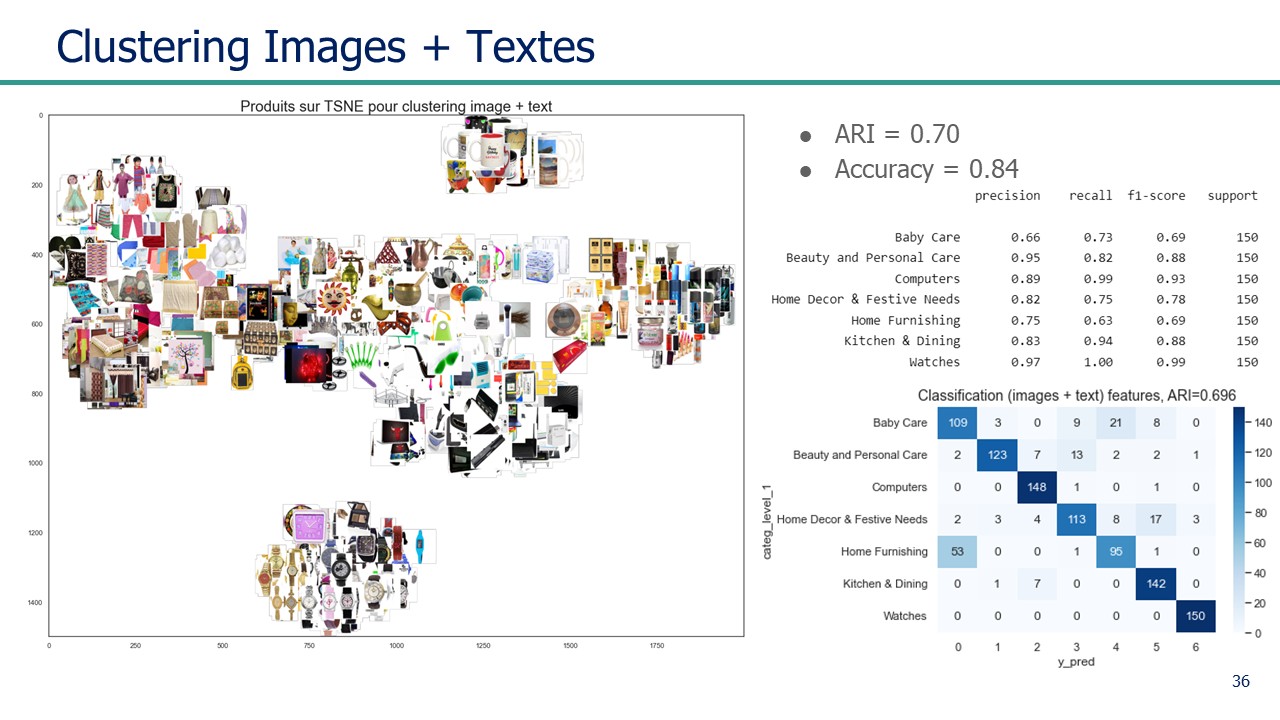 Clustering Images + Textes
Produits sur TSNE pour clustering image + text
0
200
400
600
800
1000
1200
1400
0 250 500 750 1000 1250 1500 1750
● ARI = 0.70
● Accuracy = 0.84
precision recall f1-score support
Baby Care 0.66 0.73 0.69 150
Beauty and Personal Care 0.95 0.82 0.88 150
Computers 0.89 0.99 0.93 150
Home Decor & Festive Needs 0.82 0.75 0.78 150
Home Furnishing 0.75 0.63 0.69 150
Kitchen & Dining 0.83 0.94 0.88 150
Watches 0.97 1.00 0.99 150
Classification (images + text) features, ARI=0.696
categ_level_1
Baby Care 109 3 0 9 21 8 0
Beauty and Personal Care 2 123 7 13 2 2 1
Computers 0 0 148 1 0 1 0
Home Decor & Festive Needs 2 3 4 113 8 17 3
Home Furnishing 53 0 0 1 95 1 0
Kitchen & Dining 0 1 7 0 0 142 0
Watches 0 0 0 0 0 0 150
0 1 2 3 4 5 6
y_pred
140
120
100
80
60
40
20
0
36